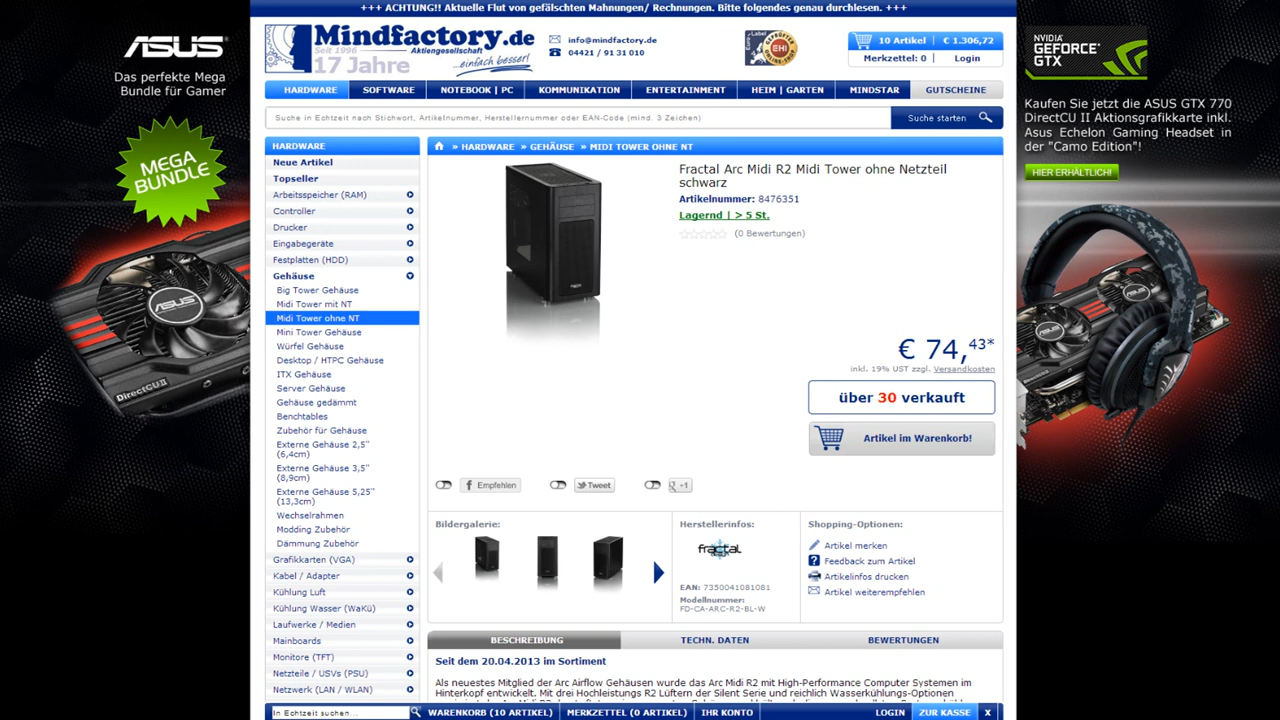 +++ ACHTUNG!! Aktuelle Flut von gefälschten Mahnungen/ Rechnungen. Bitte folgendes genau durchlesen. +++
ASUS
Das perfekte Mega
Bundle für Gamer
MEGA
BUNDLE
ASUS
DirectCU II
Mindfactory.de
Seit 1996
Aktiengesellschaft
17 Jahre
...einfach besser!
info@mindfactory.de
04421 / 91 31 010
EHI
10 Artikel | € 1.306,72
Merkzettel: 0 | Login
NVIDIA
GEFORCE
GTX
Kaufen Sie jetzt die ASUS GTX 770
DirectCU II Aktionsgrafikkarte inkl.
Asus Echelon Gaming Headset in
der "Camo Edition"!
HIER ERHÄLTLICH!
ASUS
HARDWARE
SOFTWARE
NOTEBOOK | PC
KOMMUNIKATION
ENTERTAINMENT
HEIM | GARTEN
MINDSTAR
GUTSCHEINE
Suche in Echtzeit nach Stichwort, Artikelnummer, Herstellernummer oder EAN-Code (mind. 3 Zeichen)
Suche starten
HARDWARE
Neue Artikel
Topseller
Arbeitsspeicher (RAM)
Controller
Drucker
Eingabegeräte
Festplatten (HDD)
Gehäuse
Big Tower Gehäuse
Midi Tower mit NT
Midi Tower ohne NT
Mini Tower Gehäuse
Würfel Gehäuse
Desktop / HTPC Gehäuse
ITX Gehäuse
Server Gehäuse
Gehäuse gedämmt
Benchtables
Zubehör für Gehäuse
Externe Gehäuse 2,5"
(6,4cm)
Externe Gehäuse 3,5"
(8,9cm)
Externe Gehäuse 5,25"
(13,3cm)
Wechselrahmen
Modding Zubehör
Dämmung Zubehör
Grafikkarten (VGA)
Kabel / Adapter
Kühlung Luft
Kühlung Wasser (WaKü)
Laufwerke / Medien
Mainboards
Monitore (TFT)
Netzteile / USVs (PSU)
Netzwerk (LAN / WLAN)
» HARDWARE » GEHÄUSE » MIDI TOWER OHNE NT
Fractal Arc Midi R2 Midi Tower ohne Netzteil
schwarz
Artikelnummer: 8476351
Lagernd | > 5 St.
(0 Bewertungen)
€ 74,43*
inkl. 19% UST zzgl. Versandkosten
über 30 verkauft
Artikel im Warenkorb!
Empfehlen
Tweet
+1
Bildergalerie:
Herstellerinfos:
fractal
EAN: 7350041081081
Modellnummer:
FD-CA-ARC-R2-BL-W
Shopping-Optionen:
Artikel merken
Feedback zum Artikel
Artikelinfos drucken
Artikel weiterempfehlen
BESCHREIBUNG
TECHN. DATEN
BEWERTUNGEN
Seit dem 20.04.2013 im Sortiment
Als neuestes Mitglied der Arc Airflow Gehäusen wurde das Arc Midi R2 mit High-Performance Computer Systemen im
Hinterkopf entwickelt. Mit drei Hochleistungs R2 Lüftern der Silent Serie und reichlich Wasserkühlungs-Optionen
In Echtzeit suchen...
WARENKORB (10 ARTIKEL)
MERKZETTEL (0 ARTIKEL)
IHR KONTO
LOGIN
ZUR KASSE
X